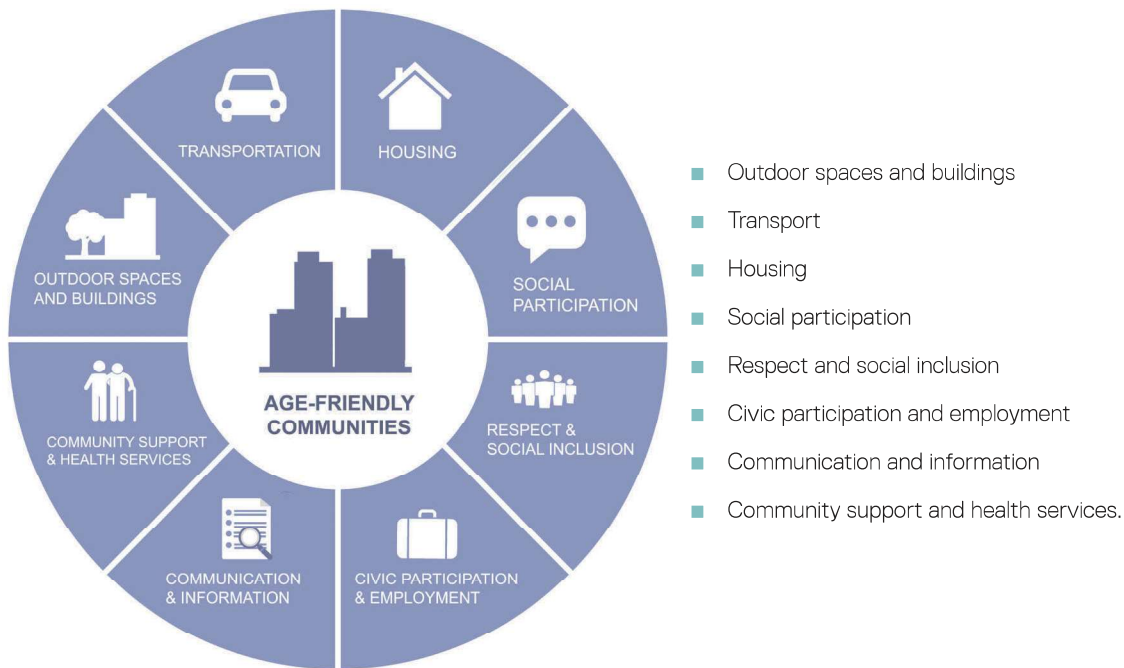 TRANSPORTATION
HOUSING
OUTDOOR SPACES
AND BUILDINGS
SOCIAL
PARTICIPATION
AGE-FRIENDLY
COMMUNITIES
COMMUNITY SUPPORT
& HEALTH SERVICES
RESPECT &
SOCIAL INCLUSION
COMMUNICATION
& INFORMATION
CIVIC PARTICIPATION
& EMPLOYMENT
Outdoor spaces and buildings
Transport
Housing
Social participation
Respect and social inclusion
Civic participation and employment
Communication and information
Community support and health services.